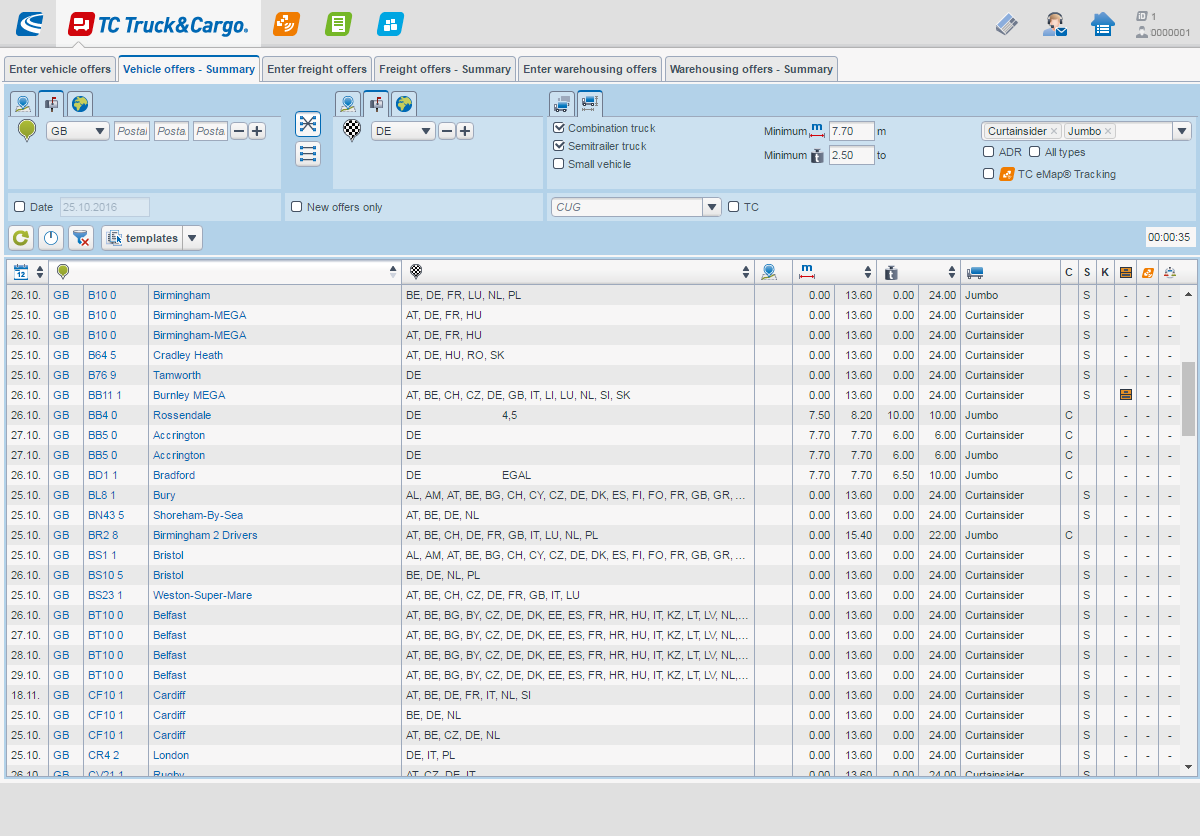 TC Truck&Cargo.
ID 1
0000001
Enter vehicle offers Vehicle offers - Summary Enter freight offers Freight offers - Summary Enter warehousing offers Warehousing offers - Summary
GB Postal Postal Postal DE Combination truck Minimum m 7.70 m Curtainsider × Jumbo ×
Semitrailer truck Minimum t 2.50 to ADR All types
Small vehicle TC eMap® Tracking
Date 25.10.2016 New offers only CUG TC
templates 00:00:35
12 m t C S K
26.10. GB B10 0 Birmingham BE, DE, FR, LU, NL, PL 0.00 13.60 0.00 24.00 Jumbo S - - -
25.10. GB B10 0 Birmingham-MEGA AT, DE, FR, HU 0.00 13.60 0.00 24.00 Curtainsider S - - -
26.10. GB B10 0 Birmingham-MEGA AT, DE, FR, HU 0.00 13.60 0.00 24.00 Curtainsider S - - -
25.10. GB B64 5 Cradley Heath AT, DE, HU, RO, SK 0.00 13.60 0.00 24.00 Curtainsider S - - -
25.10. GB B76 9 Tamworth DE 0.00 13.60 0.00 24.00 Curtainsider S - - -
26.10. GB BB11 1 Burnley MEGA AT, BE, CH, CZ, DE, GB, IT, LI, LU, NL, SI, SK 0.00 13.60 0.00 24.00 Curtainsider S - -
26.10. GB BB4 0 Rossendale DE 4,5 7.50 8.20 10.00 10.00 Jumbo C - - -
27.10. GB BB5 0 Accrington DE 7.70 7.70 6.00 6.00 Curtainsider C - - -
27.10. GB BB5 0 Accrington DE 7.70 7.70 6.00 6.00 Jumbo C - - -
26.10. GB BD1 1 Bradford DE EGAL 7.70 7.70 6.50 10.00 Jumbo C - - -
25.10. GB BL8 1 Bury AL, AM, AT, BE, BG, CH, CY, CZ, DE, DK, ES, FI, FO, FR, GB, GR, ... 0.00 13.60 0.00 24.00 Curtainsider S - - -
25.10. GB BN43 5 Shoreham-By-Sea AT, BE, DE, NL 0.00 13.60 0.00 24.00 Curtainsider S - - -
25.10. GB BR2 8 Birmingham 2 Drivers AT, BE, CH, DE, FR, GB, IT, LU, NL, PL 0.00 15.40 0.00 22.00 Jumbo C - - -
25.10. GB BS1 1 Bristol AL, AM, AT, BE, BG, CH, CY, CZ, DE, DK, ES, FI, FO, FR, GB, GR, ... 0.00 13.60 0.00 24.00 Curtainsider S - - -
26.10. GB BS10 5 Bristol BE, DE, NL, PL 0.00 13.60 0.00 24.00 Curtainsider S - - -
25.10. GB BS23 1 Weston-Super-Mare AT, BE, CH, CZ, DE, FR, GB, IT, LU 0.00 13.60 0.00 24.00 Curtainsider S - - -
26.10. GB BT10 0 Belfast AT, BE, BG, BY, CZ, DE, DK, EE, ES, FR, HR, HU, IT, KZ, LT, LV, NL,... 0.00 13.60 0.00 24.00 Curtainsider S - - -
27.10. GB BT10 0 Belfast AT, BE, BG, BY, CZ, DE, DK, EE, ES, FR, HR, HU, IT, KZ, LT, LV, NL,... 0.00 13.60 0.00 24.00 Curtainsider S - - -
28.10. GB BT10 0 Belfast AT, BE, BG, BY, CZ, DE, DK, EE, ES, FR, HR, HU, IT, KZ, LT, LV, NL,... 0.00 13.60 0.00 24.00 Curtainsider S - - -
29.10. GB BT10 0 Belfast AT, BE, BG, BY, CZ, DE, DK, EE, ES, FR, HR, HU, IT, KZ, LT, LV, NL,... 0.00 13.60 0.00 24.00 Curtainsider S - - -
18.11. GB CF10 1 Cardiff AT, BE, DE, FR, IT, NL, SI 0.00 13.60 0.00 24.00 Curtainsider S - - -
25.10. GB CF10 1 Cardiff BE, DE, NL 0.00 13.60 0.00 24.00 Curtainsider S - - -
25.10. GB CF10 1 Cardiff AT, BE, CZ, DE, NL 0.00 13.60 0.00 24.00 Curtainsider S - - -
25.10. GB CR4 2 London DE, IT, PL 0.00 13.60 0.00 24.00 Curtainsider S - - -
26.10. GB CV21 1 Rugby AT, CZ, DE, IT 0.00 13.60 0.00 24.00 Curtainsider S - - -